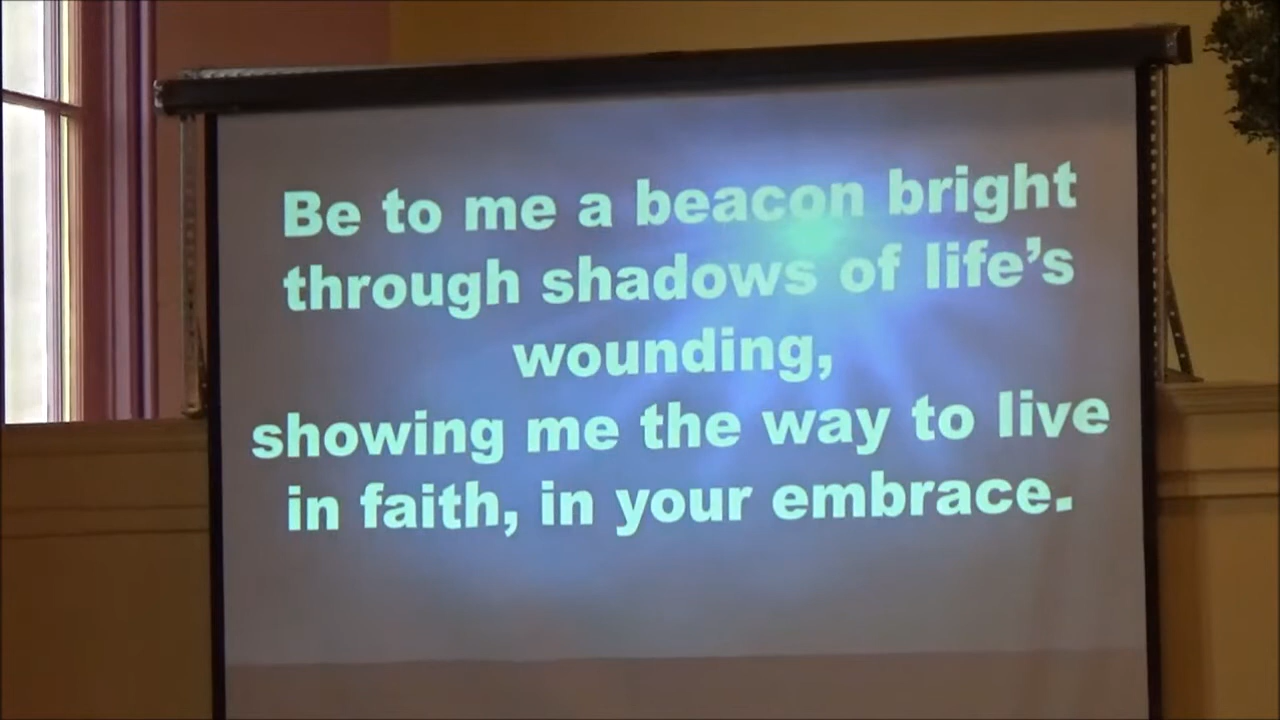 Be to me a beacon bright
through shadows of life’s
wounding,
showing me the way to live
in faith, in your embrace.